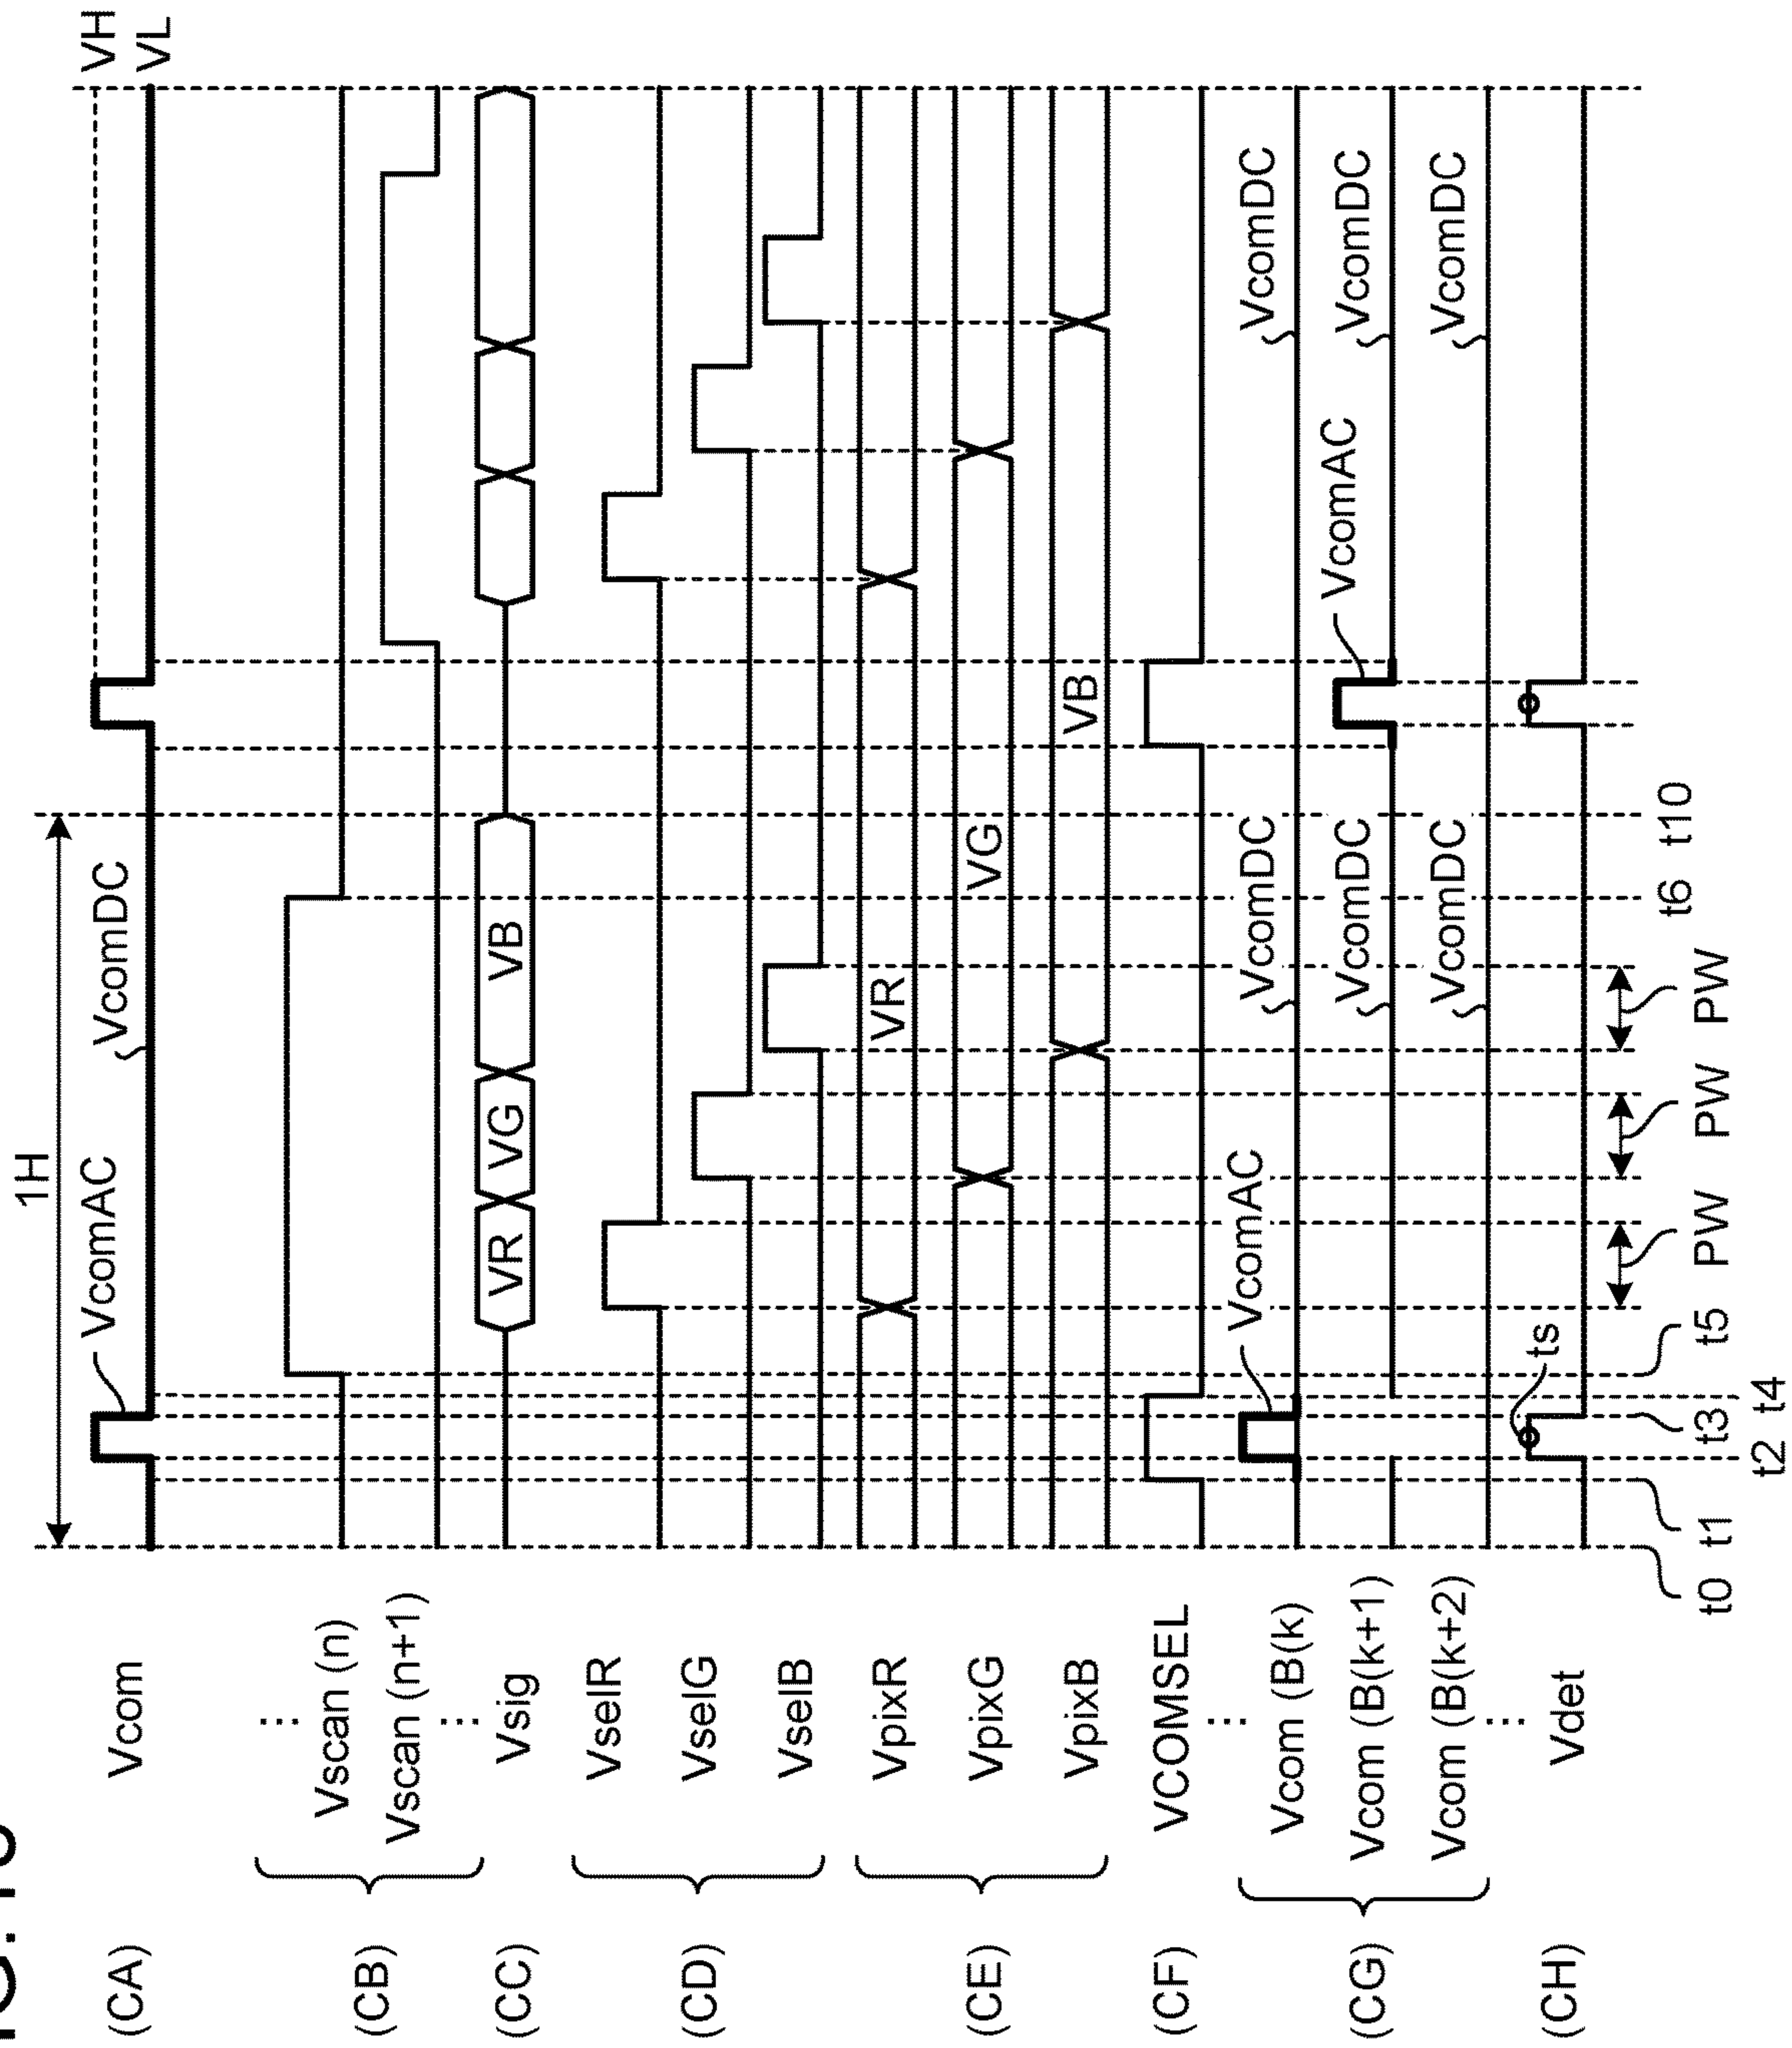 1H
VcomAC
VcomDC
VH
VL
(CA)
Vcom
(CB)
⋮
Vscan (n)
Vscan (n+1)
⋮
(CC)
Vsig
VR
VG
VB
(CD)
VselR
VselG
VselB
(CE)
VpixR
VR
VpixG
VG
VpixB
VB
(CF)
VCOMSEL
(CG)
⋮
Vcom (B(k)
VcomAC
VcomDC
VcomDC
Vcom (B(k+1)
VcomDC
VcomAC
VcomDC
Vcom (B(k+2)
VcomDC
VcomDC
⋮
(CH)
Vdet
ts
t0
t1
t2
t3
t4
t5
PW
PW
PW
t6
t10